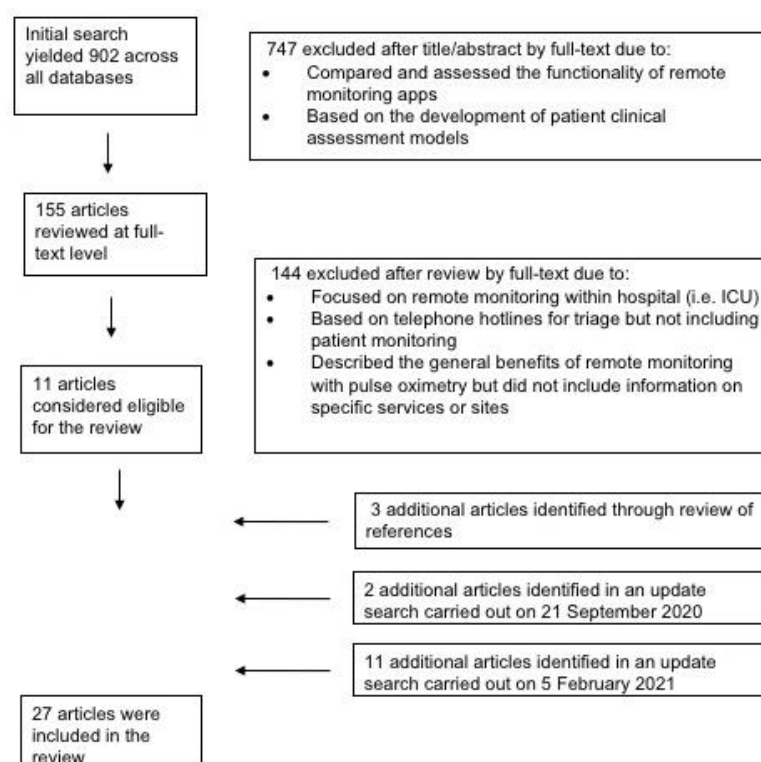 Initial search
yielded 902 across
all databases
747 excluded after title/abstract by full-text due to:
• Compared and assessed the functionality of remote
monitoring apps
• Based on the development of patient clinical
assessment models
155 articles
reviewed at full-
text level
144 excluded after review by full-text due to:
• Focused on remote monitoring within hospital (i.e. ICU)
• Based on telephone hotlines for triage but not including
patient monitoring
• Described the general benefits of remote monitoring
with pulse oximetry but did not include information on
specific services or sites
11 articles
considered eligible
for the review
3 additional articles identified through review of
references
2 additional articles identified in an update
search carried out on 21 September 2020
11 additional articles identified in an update
search carried out on 5 February 2021
27 articles were
included in the
review